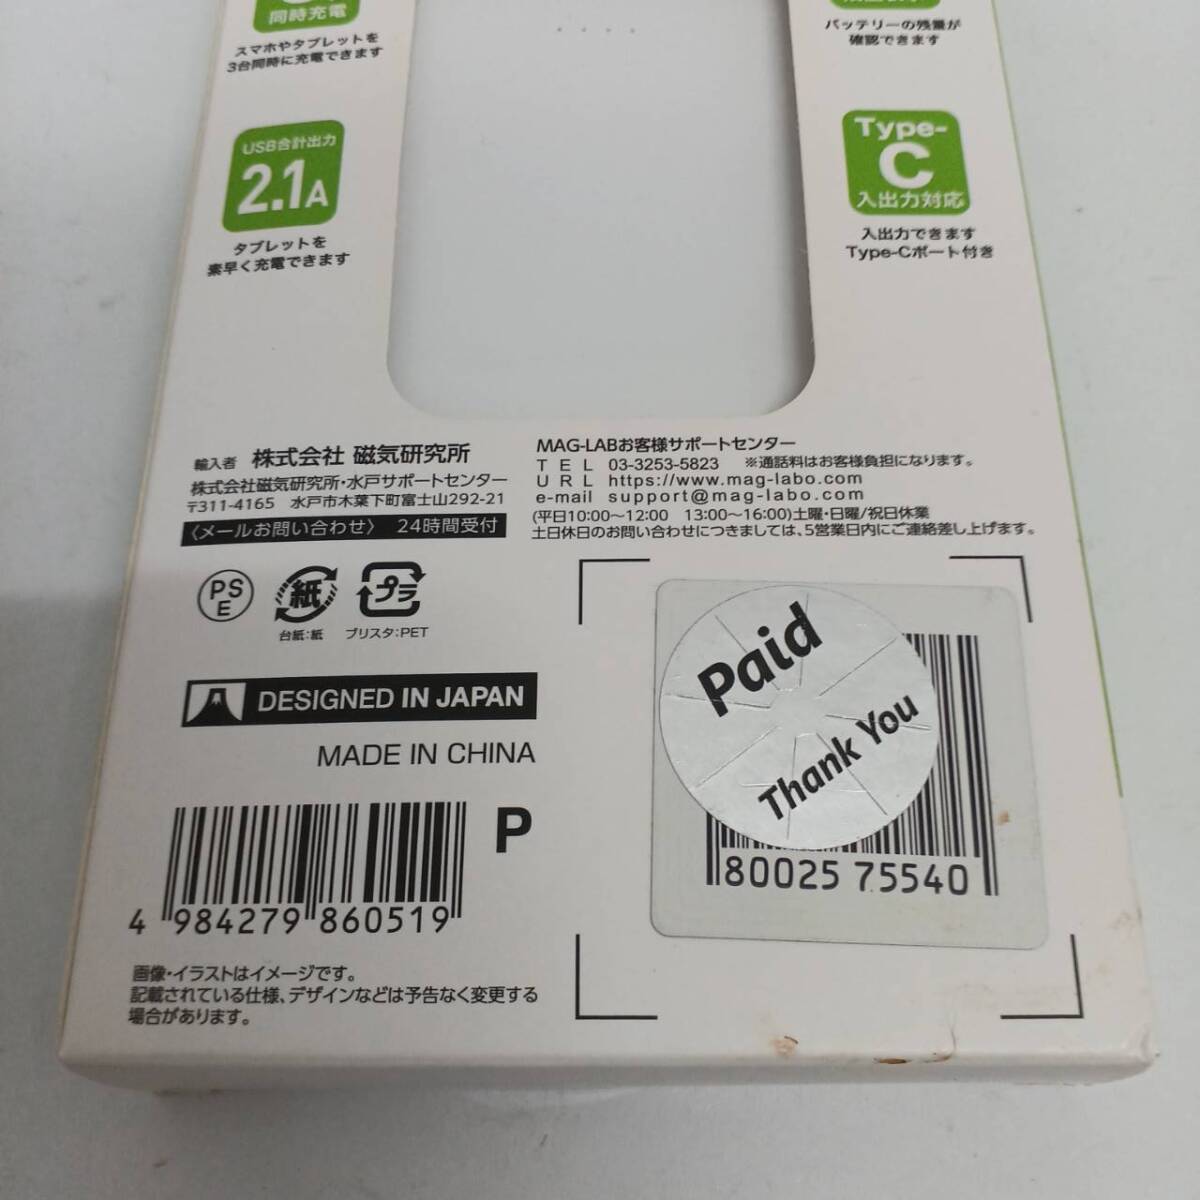 同時充電
スマホやタブレットを
3台同時に充電できます
USB合計出力
2.1A
タブレットを
素早く充電できます
バッテリーの残量が
確認できます
Type-
C
入出力対応
入出力できます
Type-Cポート付き
輸入者 株式会社 磁気研究所
株式会社磁気研究所・水戸サポートセンター
〒311-4165 水戸市木葉下町富士山292-21
〈メールお問い合わせ〉 24時間受付
MAG-LABお客様サポートセンター
TEL 03-3253-5823 ※通話料はお客様負担になります。
URL https://www.mag-labo.com
e-mail support@mag-labo.com
(平日10:00〜12:00 13:00〜16:00)土曜・日曜/祝日休業
土日休日のお問い合わせにつきましては、5営業日内にご連絡差し上げます。
PS
E
紙
プラ
台紙:紙
ブリスタ:PET
DESIGNED IN JAPAN
MADE IN CHINA
P
4 984279 860519
Paid
Thank You
80025 75540
画像・イラストはイメージです。
記載されている仕様、デザインなどは予告なく変更する
場合があります。